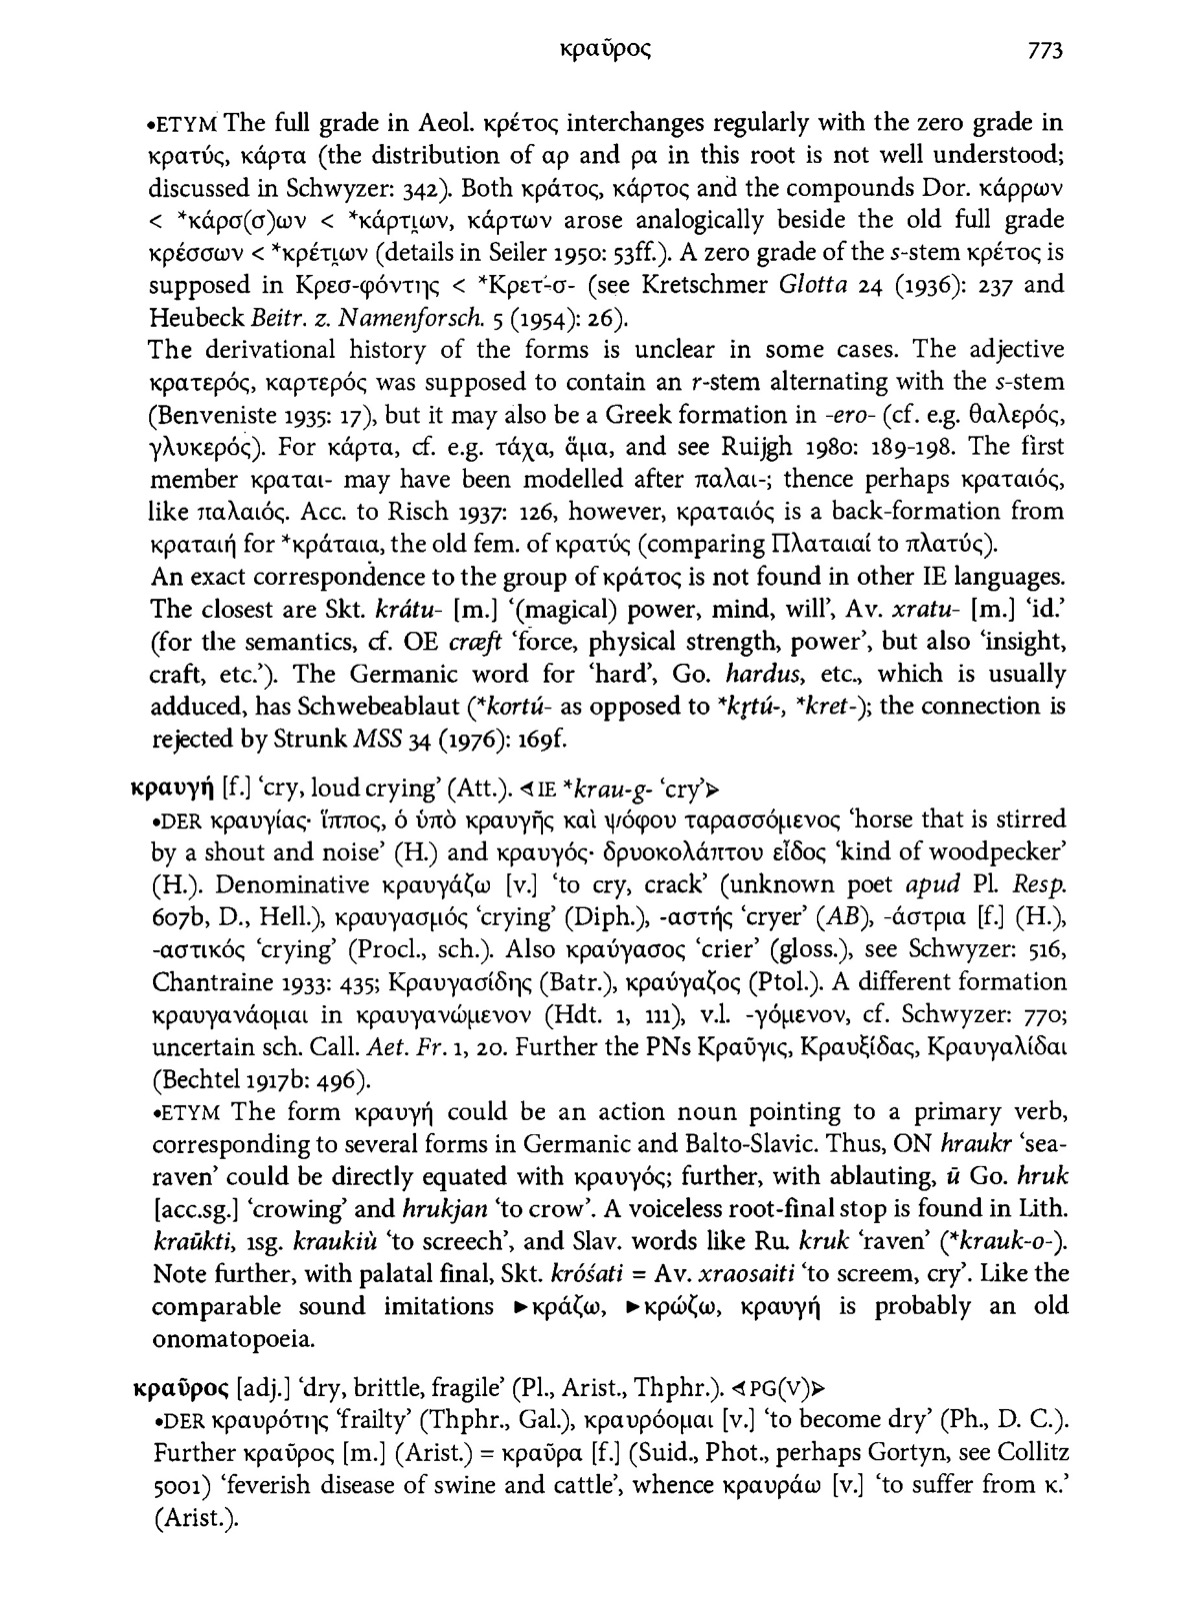 κραῦρος 773
•ETYM The full grade in Aeol. κρέτος interchanges regularly with the zero grade in
κρατύς, κάρτα (the distribution of αρ and ρα in this root is not well understood;
discussed in Schwyzer: 342). Both κράτος, κάρτος and the compounds Dor. κάρρων
< *κάρσ(σ)ων < *κάρτι̯ων, κάρτων arose analogically beside the old full grade
κρέσσων < *κρέτι̯ων (details in Seiler 1950: 53ff.). A zero grade of the s-stem κρέτος is
supposed in Κρεσ-φόντης < *Κρετ-σ- (see Kretschmer Glotta 24 (1936): 237 and
Heubeck Beitr. z. Namenforsch. 5 (1954): 26).
The derivational history of the forms is unclear in some cases. The adjective
κρατερός, καρτερός was supposed to contain an r-stem alternating with the s-stem
(Benveniste 1935: 17), but it may also be a Greek formation in -ero- (cf. e.g. θαλερός,
γλυκερός). For κάρτα, cf. e.g. τάχα, ἅμα, and see Ruijgh 1980: 189-198. The first
member κραται- may have been modelled after παλαι-; thence perhaps κραταιός,
like παλαιός. Acc. to Risch 1937: 126, however, κραταιός is a back-formation from
κραταιή for *κράταια, the old fem. of κρατύς (comparing Πλαταιαί to πλατύς).
An exact correspondence to the group of κράτος is not found in other IE languages.
The closest are Skt. krátu- [m.] ‘(magical) power, mind, will’, Av. xratu- [m.] ‘id.’
(for the semantics, cf. OE cræft ‘force, physical strength, power’, but also ‘insight,
craft, etc.’). The Germanic word for ‘hard’, Go. hardus, etc., which is usually
adduced, has Schwebeablaut (*kortú- as opposed to *kr̥tú-, *kret-); the connection is
rejected by Strunk MSS 34 (1976): 169f.
κραυγή [f.] ‘cry, loud crying’ (Att.). ◁ IE *krau-g- ‘cry’▷
•DER κραυγίας· ἵππος, ὁ ὑπὸ κραυγῆς καὶ ψόφου ταρασσόμενος ‘horse that is stirred
by a shout and noise’ (H.) and κραυγός· δρυοκολάπτου εἶδος ‘kind of woodpecker’
(H.). Denominative κραυγάζω [v.] ‘to cry, crack’ (unknown poet apud Pl. Resp.
607b, D., Hell.), κραυγασμός ‘crying’ (Diph.), -αστής ‘cryer’ (AB), -άστρια [f.] (H.),
-αστικός ‘crying’ (Procl., sch.). Also κραύγασος ‘crier’ (gloss.), see Schwyzer: 516,
Chantraine 1933: 435; Κραυγασίδης (Batr.), κραύγαζος (Ptol.). A different formation
κραυγανάομαι in κραυγανώμενον (Hdt. 1, 111), v.l. -γόμενον, cf. Schwyzer: 770;
uncertain sch. Call. Aet. Fr. 1, 20. Further the PNs Κραῦγις, Κραυξίδας, Κραυγαλίδαι
(Bechtel 1917b: 496).
•ETYM The form κραυγή could be an action noun pointing to a primary verb,
corresponding to several forms in Germanic and Balto-Slavic. Thus, ON hraukr ‘sea-
raven’ could be directly equated with κραυγός; further, with ablauting, ū Go. hruk
[acc.sg.] ‘crowing’ and hrukjan ‘to crow’. A voiceless root-final stop is found in Lith.
kraũkti, 1sg. kraukiù ‘to screech’, and Slav. words like Ru. kruk ‘raven’ (*krauk-o-).
Note further, with palatal final, Skt. króśati = Av. xraosaiti ‘to screem, cry’. Like the
comparable sound imitations ►κράζω, ►κρώζω, κραυγή is probably an old
onomatopoeia.
κραῦρος [adj.] ‘dry, brittle, fragile’ (Pl., Arist., Thphr.). ◁ PG(V)▷
•DER κραυρότης ‘frailty’ (Thphr., Gal.), κραυρόομαι [v.] ‘to become dry’ (Ph., D. C.).
Further κραῦρος [m.] (Arist.) = κραῦρα [f.] (Suid., Phot., perhaps Gortyn, see Collitz
5001) ‘feverish disease of swine and cattle’, whence κραυράω [v.] ‘to suffer from κ.’
(Arist.).